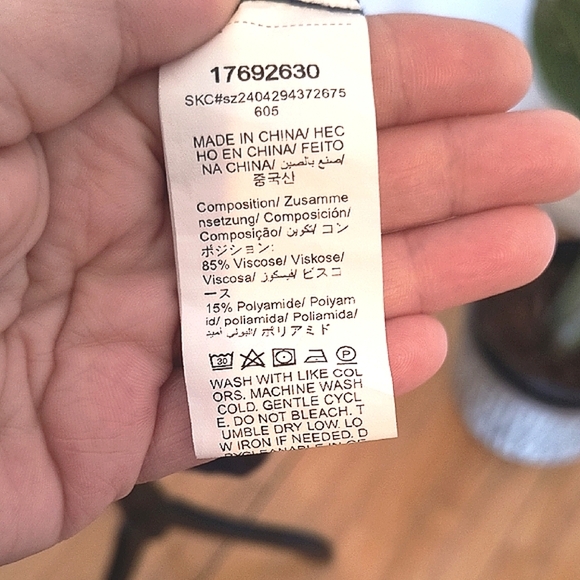 17692630
SKC#sz2404294372675
605
MADE IN CHINA/ HEC
HO EN CHINA/ FEITO
NA CHINA/ صنع بالصين/
중국산
Composition/ Zusamme
nsetzung/ Composición/
Composição/ تكوين/ コン
ポジション:
85% Viscose/ Viskose/
Viscosa/ فيسكوز/ ビスコ
ース
15% Polyamide/ Polyam
id/ poliamida/ Poliamida/
البولي أميد/ ポリアミド
30
P
WASH WITH LIKE COL
ORS. MACHINE WASH
COLD. GENTLE CYCL
E. DO NOT BLEACH. T
UMBLE DRY LOW. LO
W IRON IF NEEDED. D